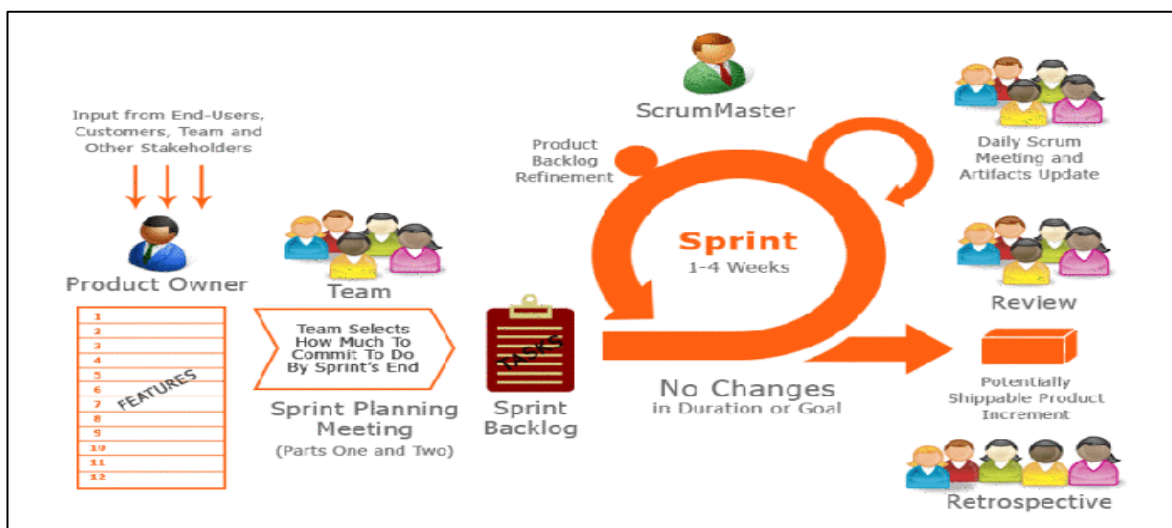 Input from End-Users,
Customers, Team and
Other Stakeholders
Product Owner
1
2
3
4
5
6
7
8
9
10
11
12
FEATURES
Team
Team Selects
How Much To
Commit To Do
By Sprint's End
Sprint Planning
Meeting
(Parts One and Two)
TASKS
Sprint
Backlog
ScrumMaster
Product
Backlog
Refinement
Sprint
1-4 Weeks
No Changes
in Duration or Goal
Daily Scrum
Meeting and
Artifacts Update
Review
Potentially
Shippable Product
Increment
Retrospective